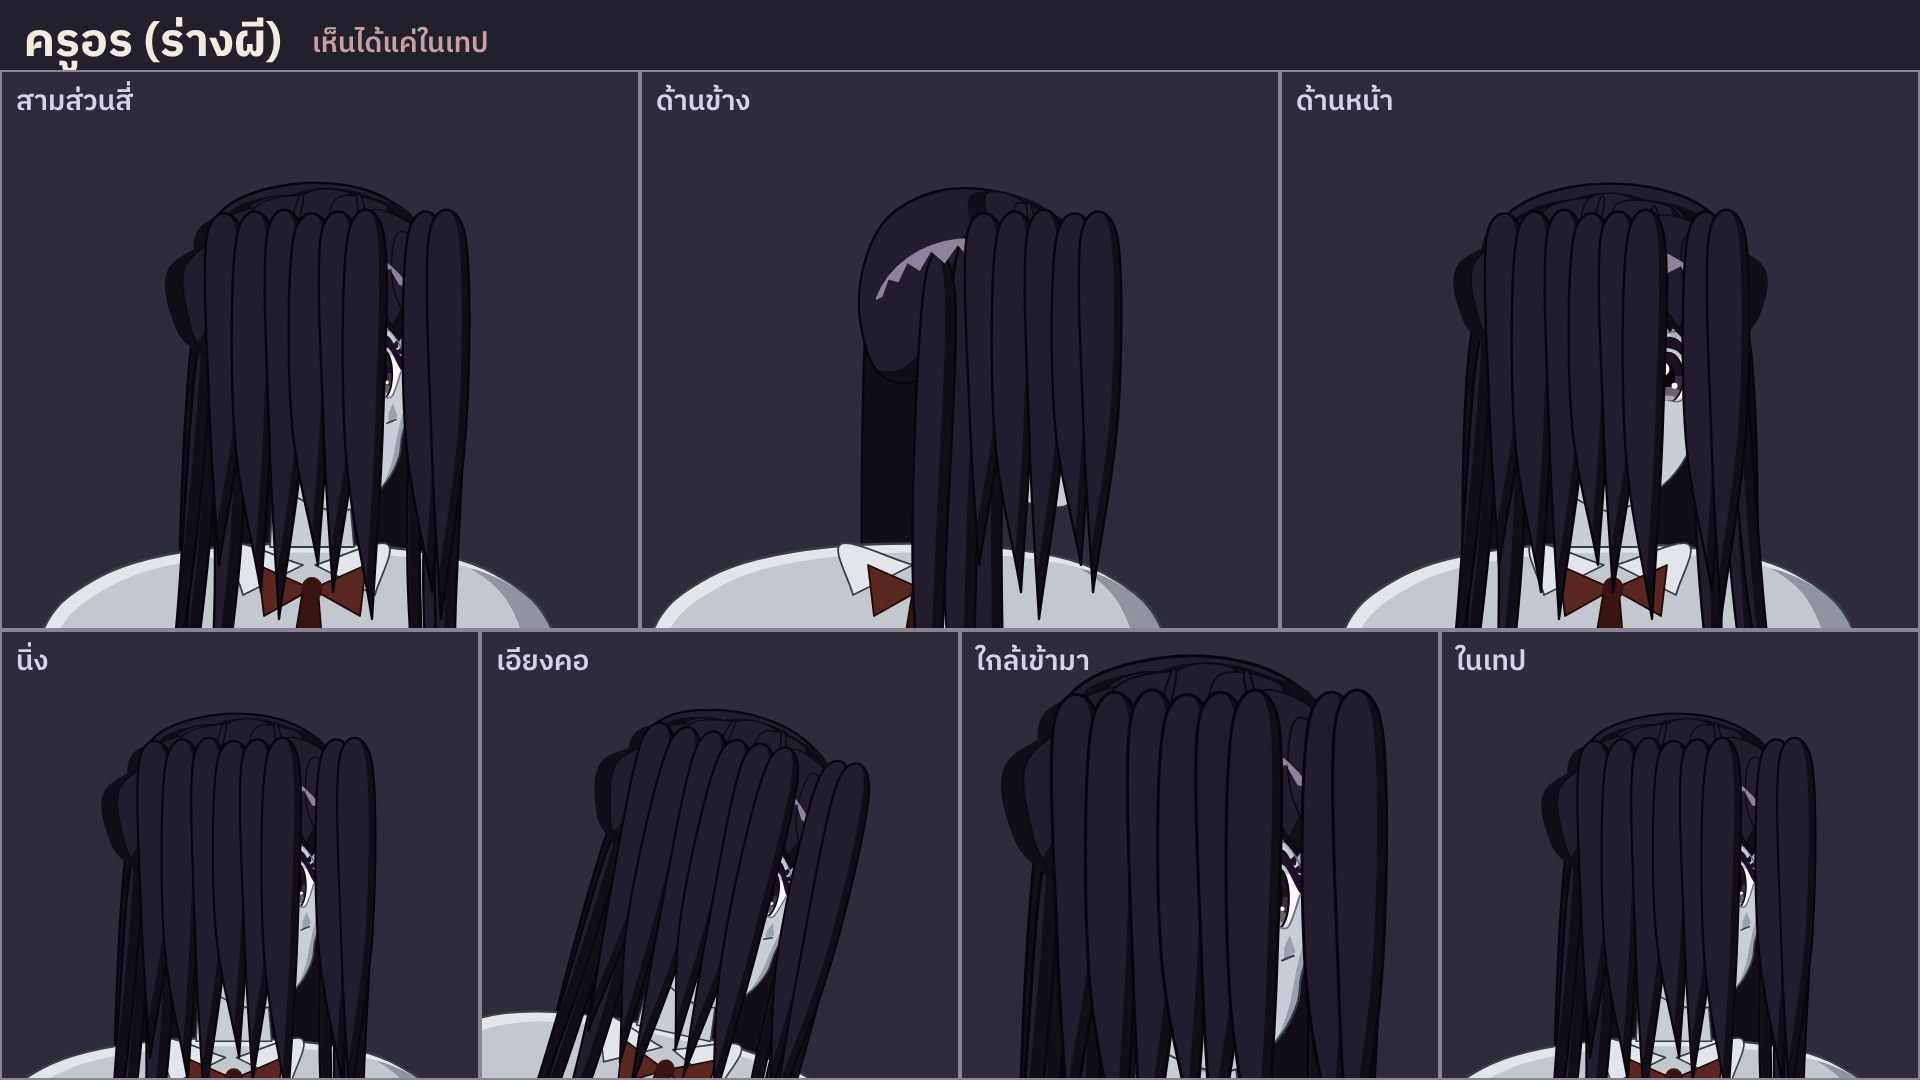 ครูอร (ร่างผี) เห็นได้แค่ในเทป
สามส่วนสี่
ด้านข้าง
ด้านหน้า
นิ่ง
เอียงคอ
ใกล้เข้ามา
ในเทป